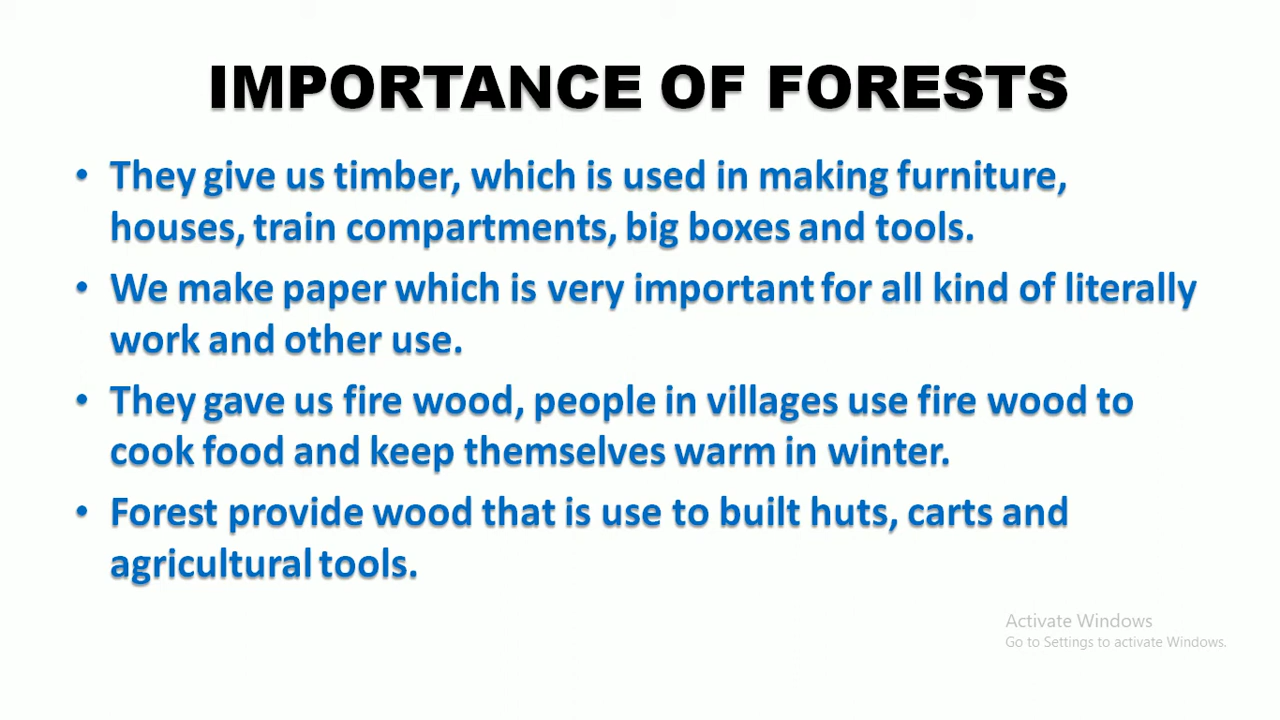 IMPORTANCE OF FORESTS
• They give us timber, which is used in making furniture,
houses, train compartments, big boxes and tools.
• We make paper which is very important for all kind of literally
work and other use.
• They gave us fire wood, people in villages use fire wood to
cook food and keep themselves warm in winter.
• Forest provide wood that is use to built huts, carts and
agricultural tools.
Activate Windows
Go to Settings to activate Windows.